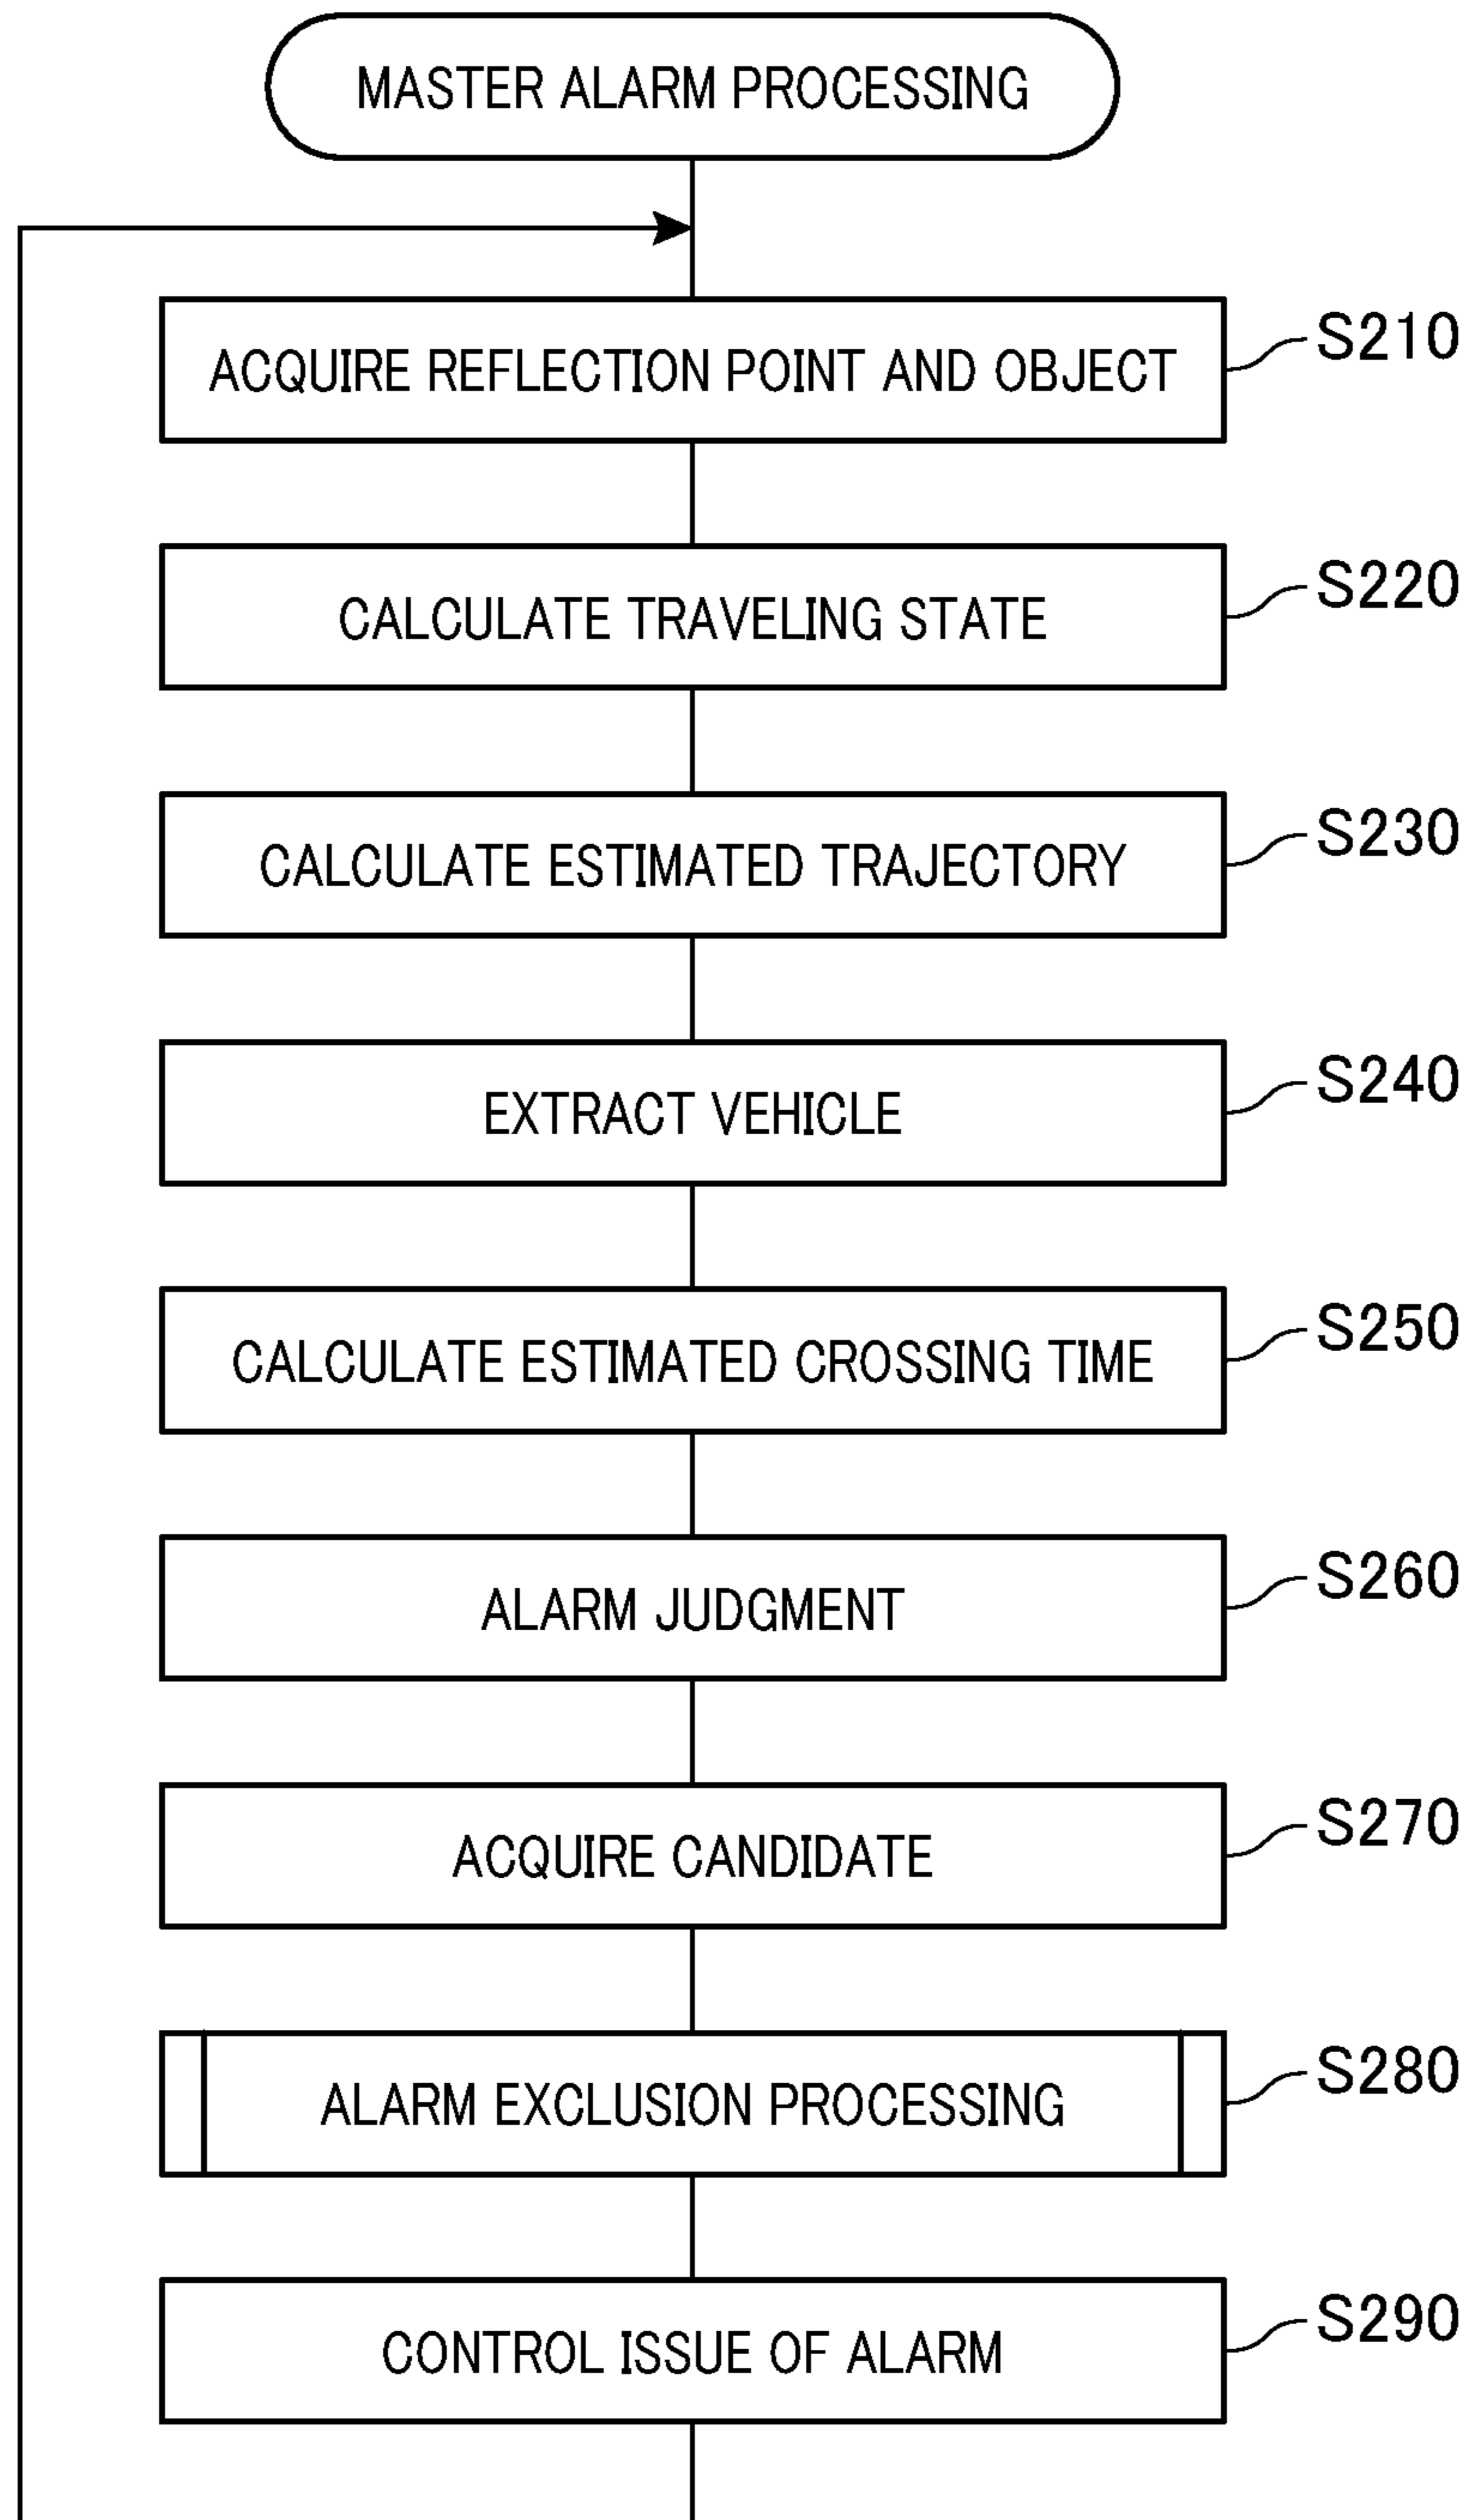 MASTER ALARM PROCESSING
ACQUIRE REFLECTION POINT AND OBJECT
S210
CALCULATE TRAVELING STATE
S220
CALCULATE ESTIMATED TRAJECTORY
S230
EXTRACT VEHICLE
S240
CALCULATE ESTIMATED CROSSING TIME
S250
ALARM JUDGMENT
S260
ACQUIRE CANDIDATE
S270
ALARM EXCLUSION PROCESSING
S280
CONTROL ISSUE OF ALARM
S290